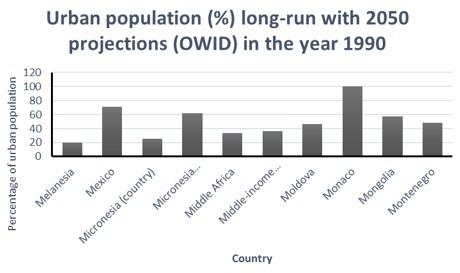 Urban population (%) long-run with 2050
projections (OWID) in the year 1990
Percentage of urban population
120
100
80
60
40
20
0
Melanesia
Mexico
Micronesia (country)
Micronesia…
Middle Africa
Middle-income…
Moldova
Monaco
Mongolia
Montenegro
Country